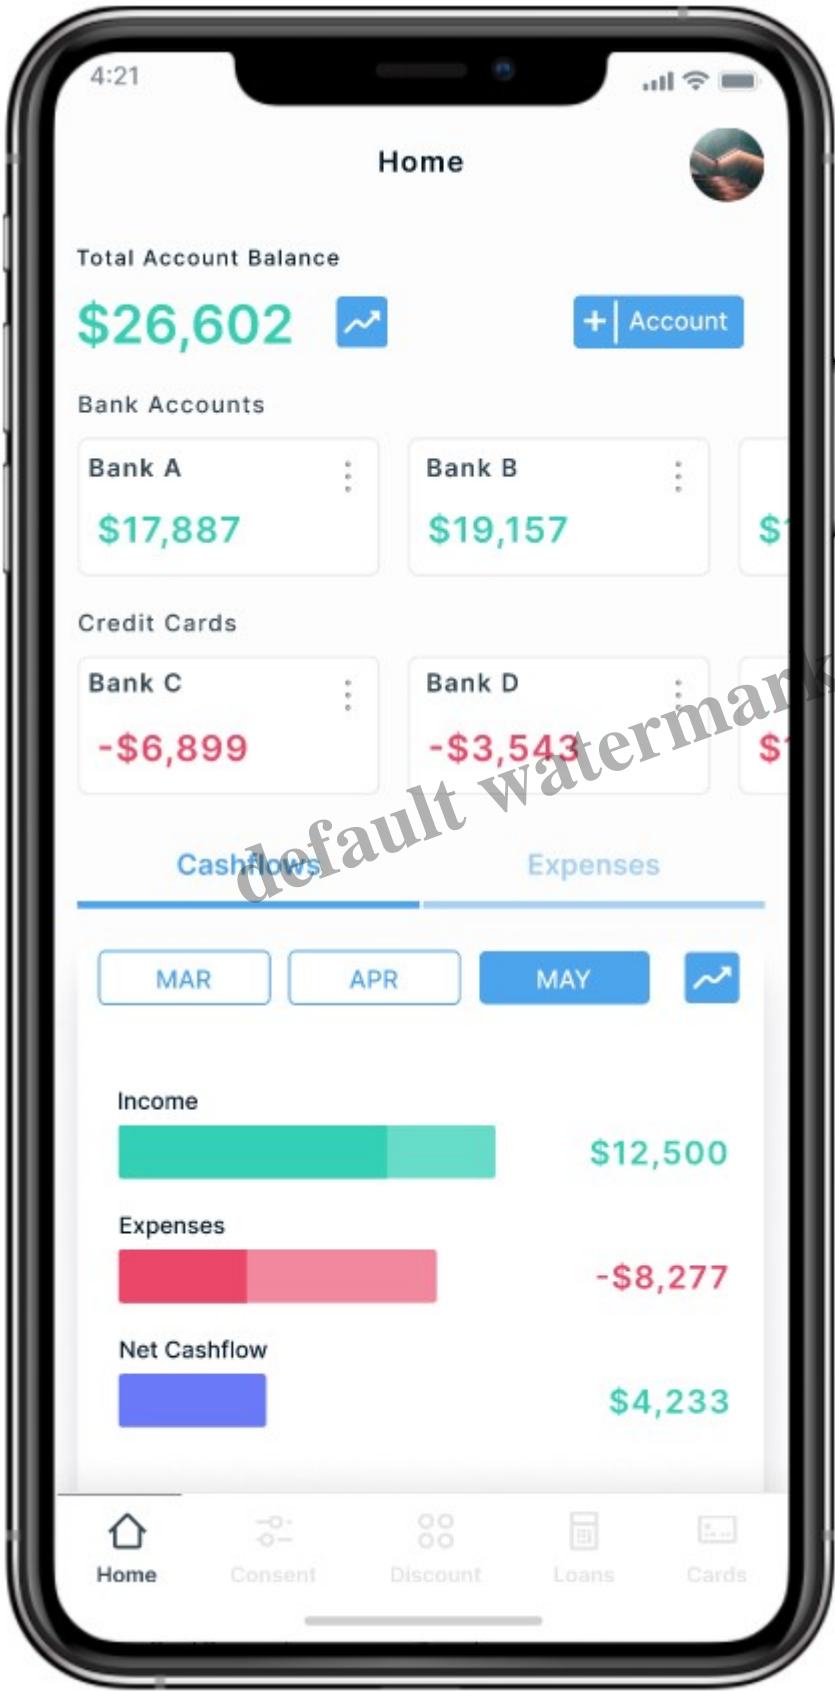 4:21
Home
Total Account Balance
$26,602
+ Account
Bank Accounts
Bank A
Bank B
$17,887
$19,157
Credit Cards
Bank C
Bank D
-$6,899
-$3,543
default watermark
Cashflows
Expenses
MAR
APR
MAY
Income
$12,500
Expenses
-$8,277
Net Cashflow
$4,233
Home
Consent
Discount
Loans
Cards